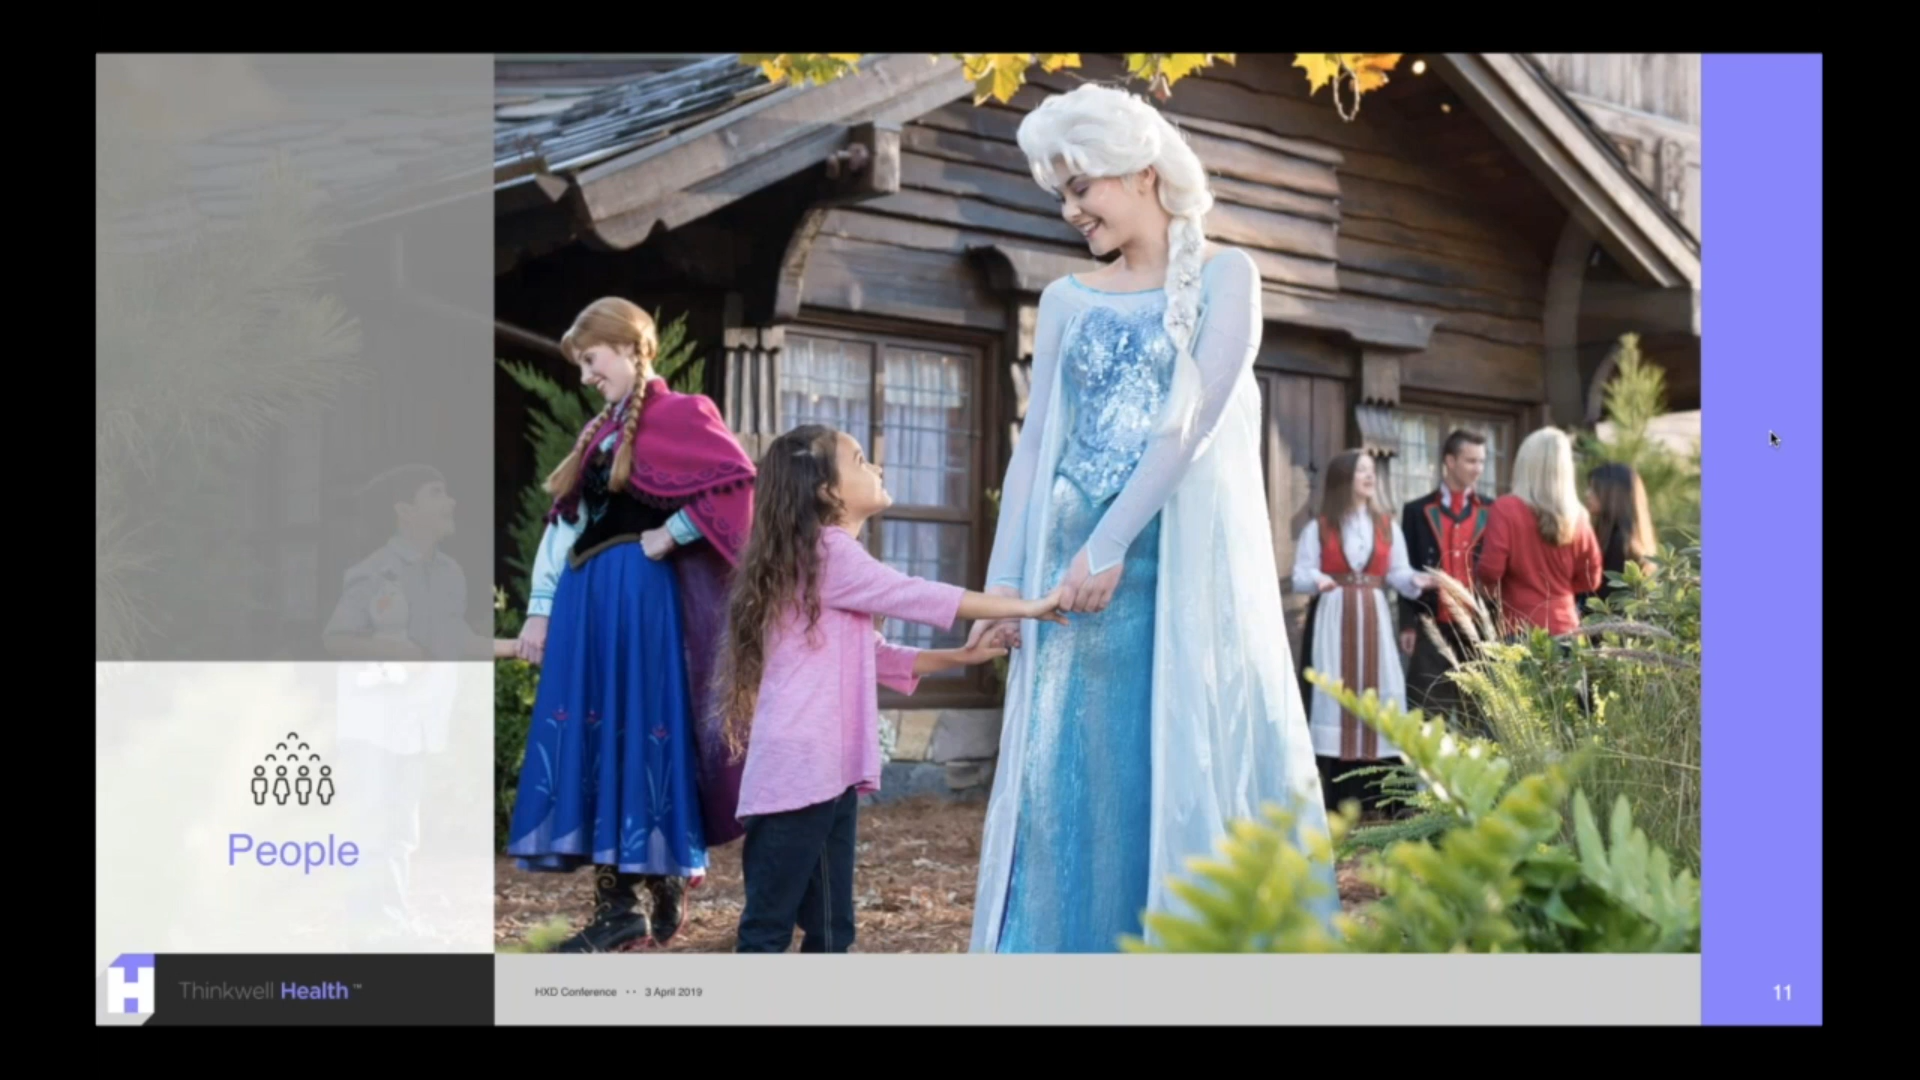 People
Thinkwell Health™
HXD Conference •• 3 April 2019
11